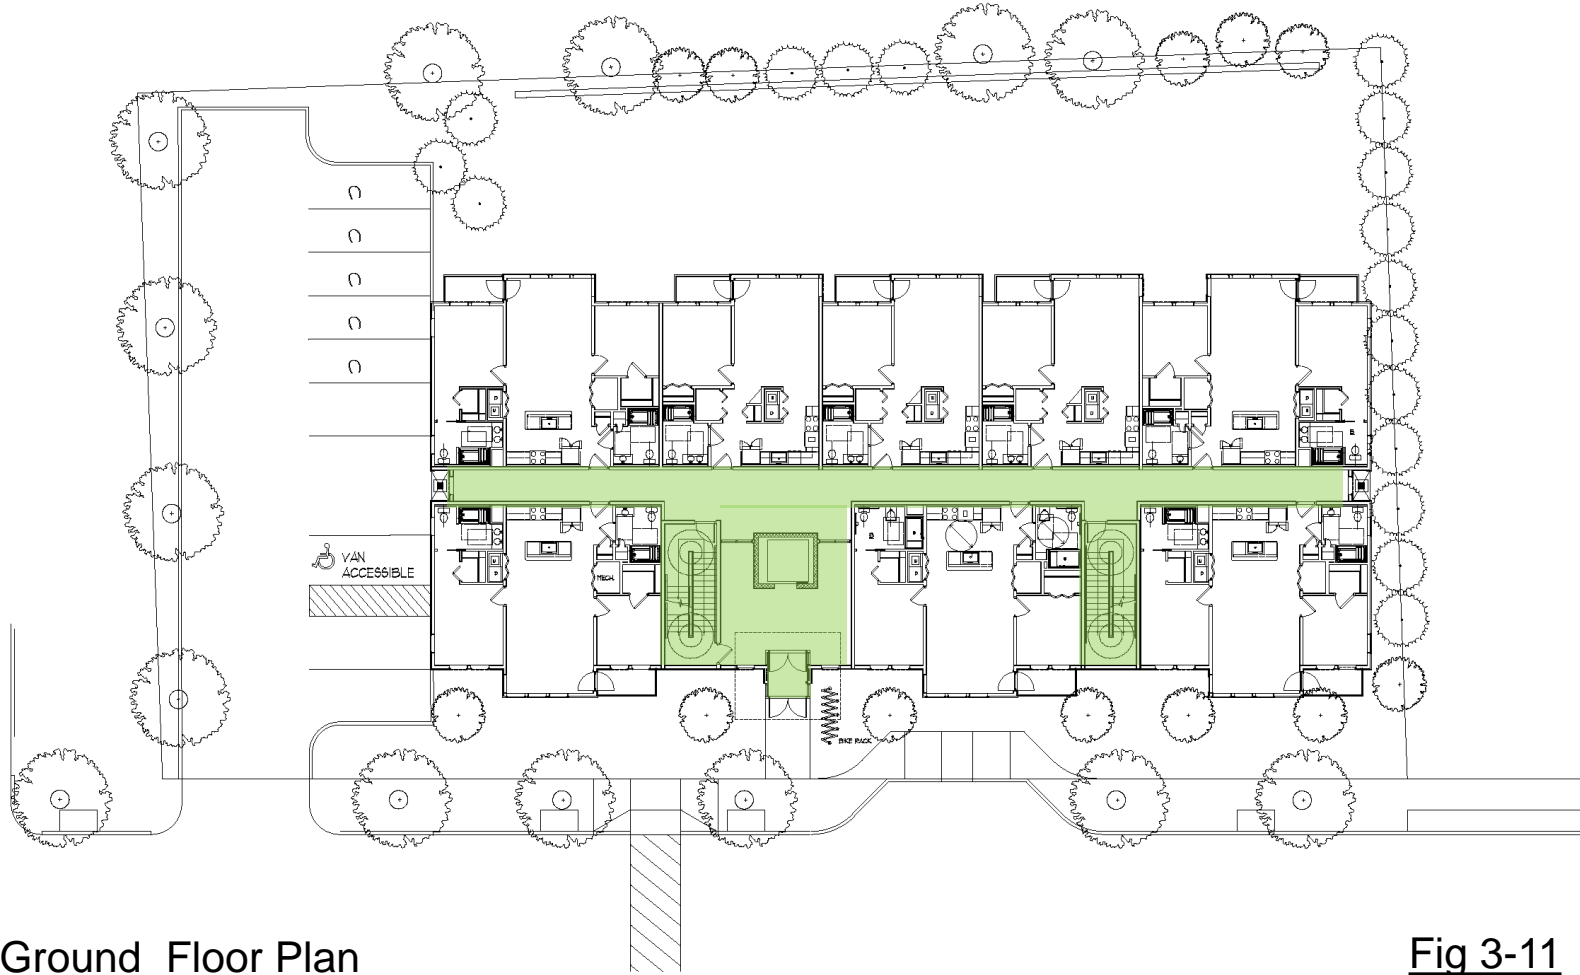 VAN
ACCESSIBLE
MECH.
BIKE RACK
Ground Floor Plan
Fig 3-11